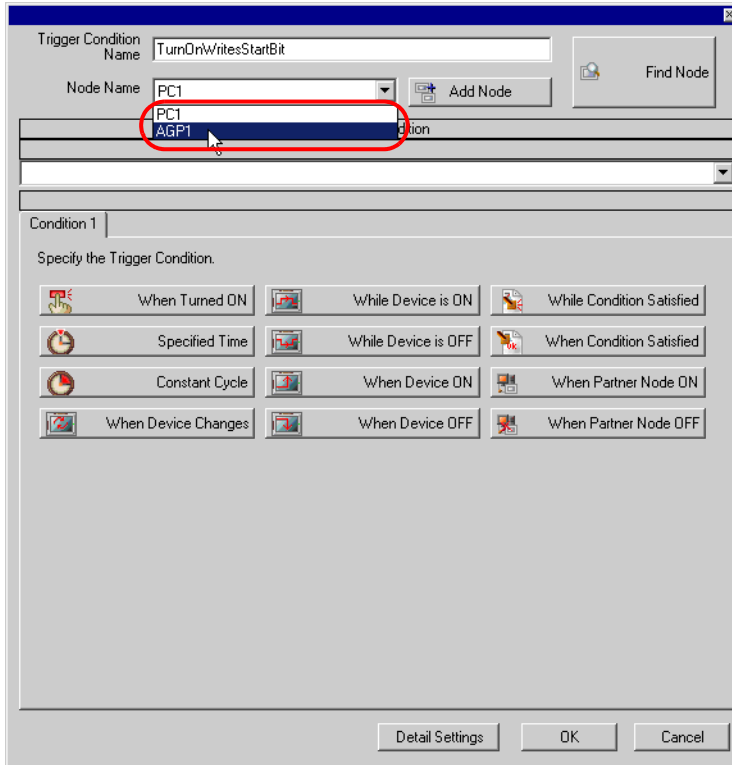 Trigger Condition Name TurnOnWritesStartBit
Find Node
Node Name PC1 Add Node
PC1
AGP1 dition
Condition 1
Specify the Trigger Condition.
When Turned ON While Device is ON While Condition Satisfied
Specified Time While Device is OFF When Condition Satisfied
Constant Cycle When Device ON When Partner Node ON
When Device Changes When Device OFF When Partner Node OFF
Detail Settings OK Cancel